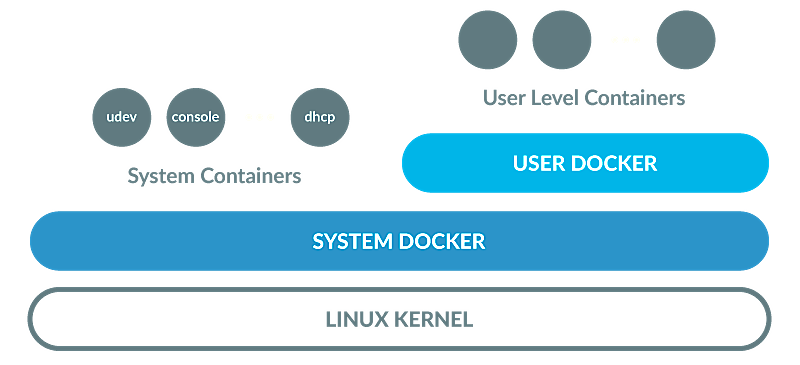 User Level Containers
udev
console
dhcp
System Containers
USER DOCKER
SYSTEM DOCKER
LINUX KERNEL